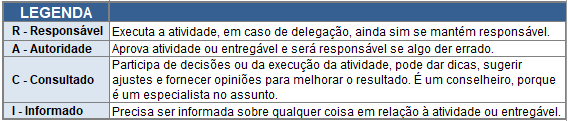 LEGENDA
R - Responsável Executa a atividade, em caso de delegação, ainda sim se mantém responsável.
A - Autoridade Aprova atividade ou entregável e será responsável se algo der errado.
C - Consultado Participa de decisões ou da execução da atividade, pode dar dicas, sugerir
ajustes e fornecer opiniões para melhorar o resultado. É um conselheiro, porque
é um especialista no assunto.
I - Informado Precisa ser informada sobre qualquer coisa em relação à atividade ou entregável.